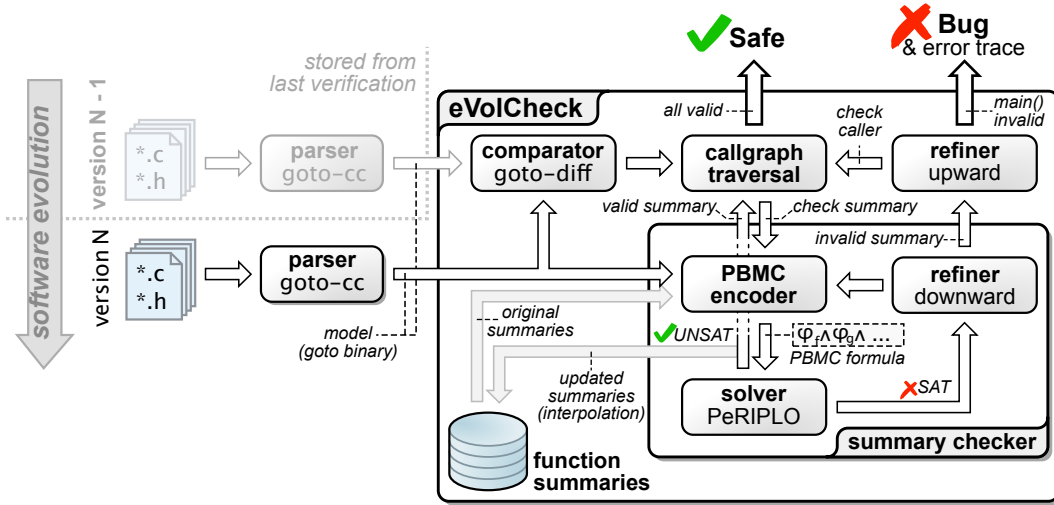 Safe
Bug
& error trace
stored from
last verification
eVolCheck
all valid
main()
invalid
check
caller
software evolution
version N - 1
*.c
*.h
parser
goto-cc
comparator
goto-diff
callgraph
traversal
refiner
upward
valid summary
check summary
invalid summary
version N
*.c
*.h
parser
goto-cc
PBMC
encoder
refiner
downward
model
(goto binary)
original
summaries
UNSAT
φf∧φg∧ ...
PBMC formula
updated
summaries
(interpolation)
solver
PeRIPLO
SAT
summary checker
function
summaries